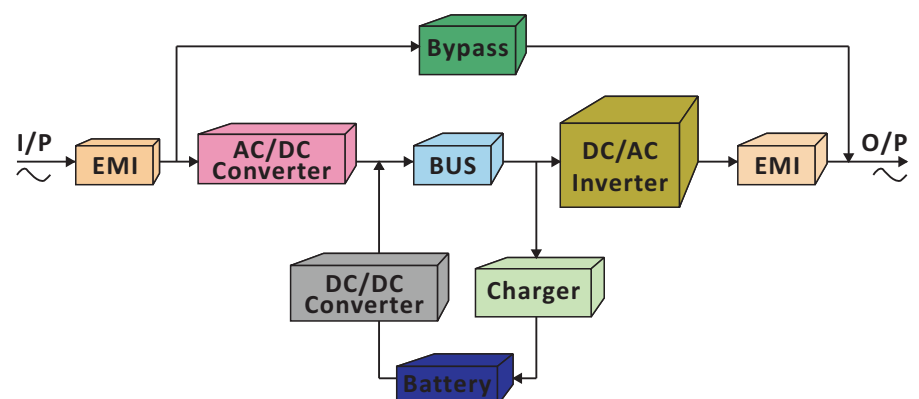 Bypass
I/P
EMI
AC/DC
Converter
BUS
DC/AC
Inverter
EMI
O/P
DC/DC
Converter
Charger
Battery